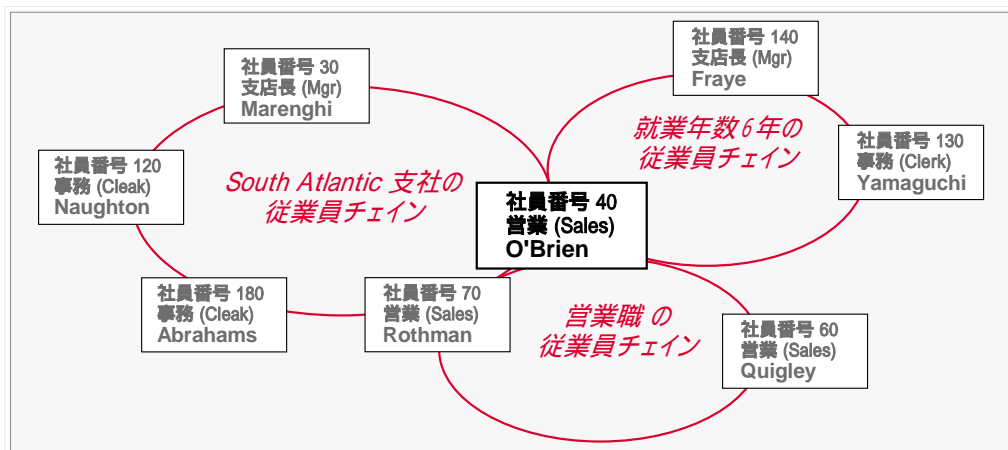 社員番号 30
支店長 (Mgr)
Marenghi
社員番号 140
支店長 (Mgr)
Fraye
就業年数6年の
従業員チェイン
社員番号 130
事務 (Clerk)
Yamaguchi
社員番号 120
事務 (Cleak)
Naughton
South Atlantic 支社の
従業員チェイン
社員番号 40
営業 (Sales)
O'Brien
社員番号 180
事務 (Cleak)
Abrahams
社員番号 70
営業 (Sales)
Rothman
営業職 の
従業員チェイン
社員番号 60
営業 (Sales)
Quigley